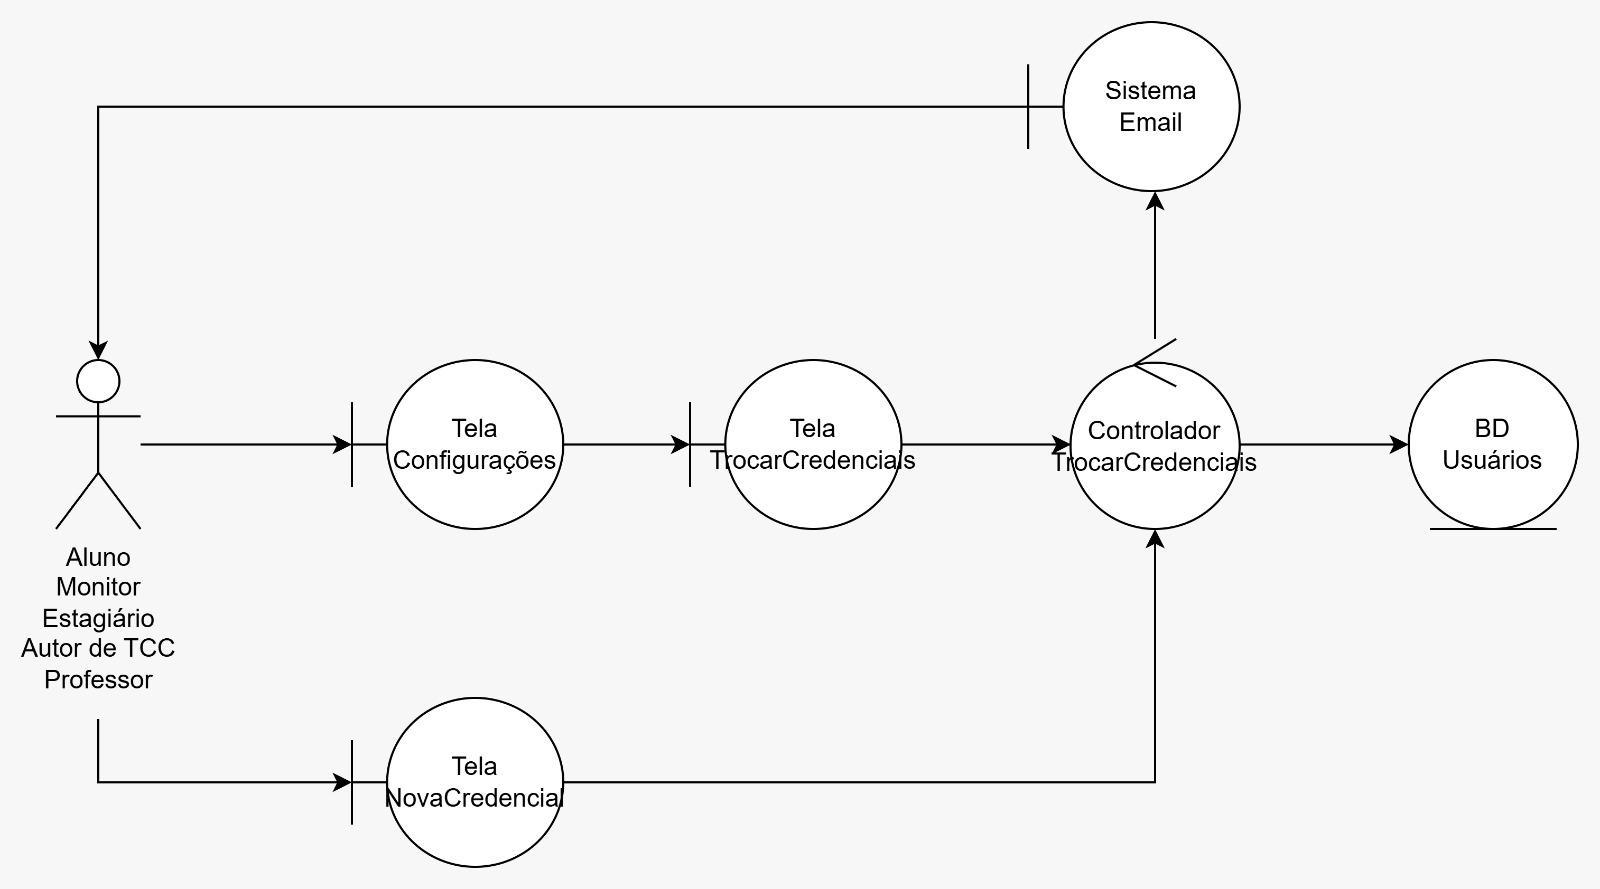 Sistema
Email
Tela
Configurações
Tela
TrocarCredenciais
Controlador
TrocarCredenciais
BD
Usuários
Aluno
Monitor
Estagiário
Autor de TCC
Professor
Tela
NovaCredencial